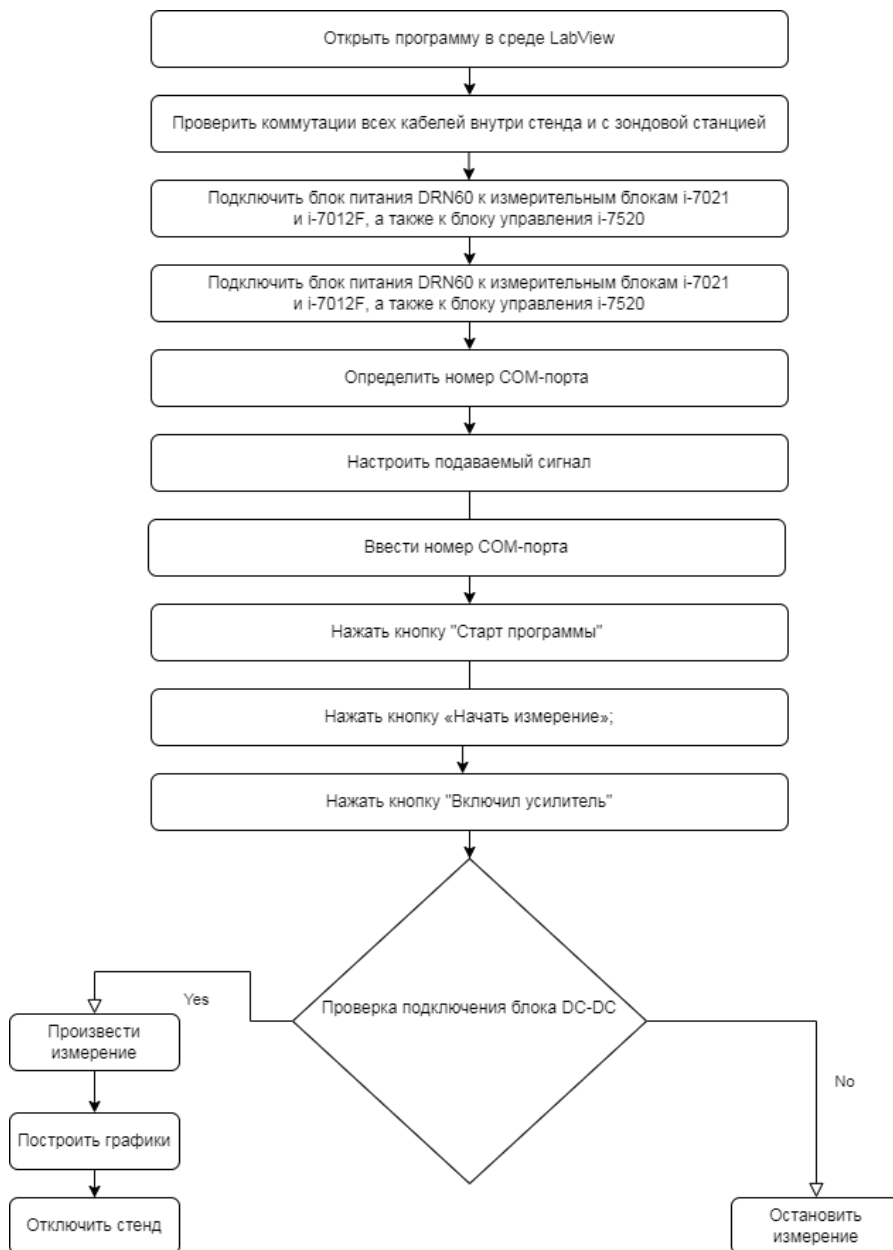 Открыть программу в среде LabView
Проверить коммутации всех кабелей внутри стенда и с зондовой станцией
Подключить блок питания DRN60 к измерительным блокам i-7021
и i-7012F, а также к блоку управления i-7520
Подключить блок питания DRN60 к измерительным блокам i-7021
и i-7012F, а также к блоку управления i-7520
Определить номер COM-порта
Настроить подаваемый сигнал
Ввести номер COM-порта
Нажать кнопку "Старт программы"
Нажать кнопку «Начать измерение»;
Нажать кнопку "Включил усилитель"
Проверка подключения блока DC-DC
Yes
Произвести
измерение
Построить графики
Отключить стенд
No
Остановить
измерение